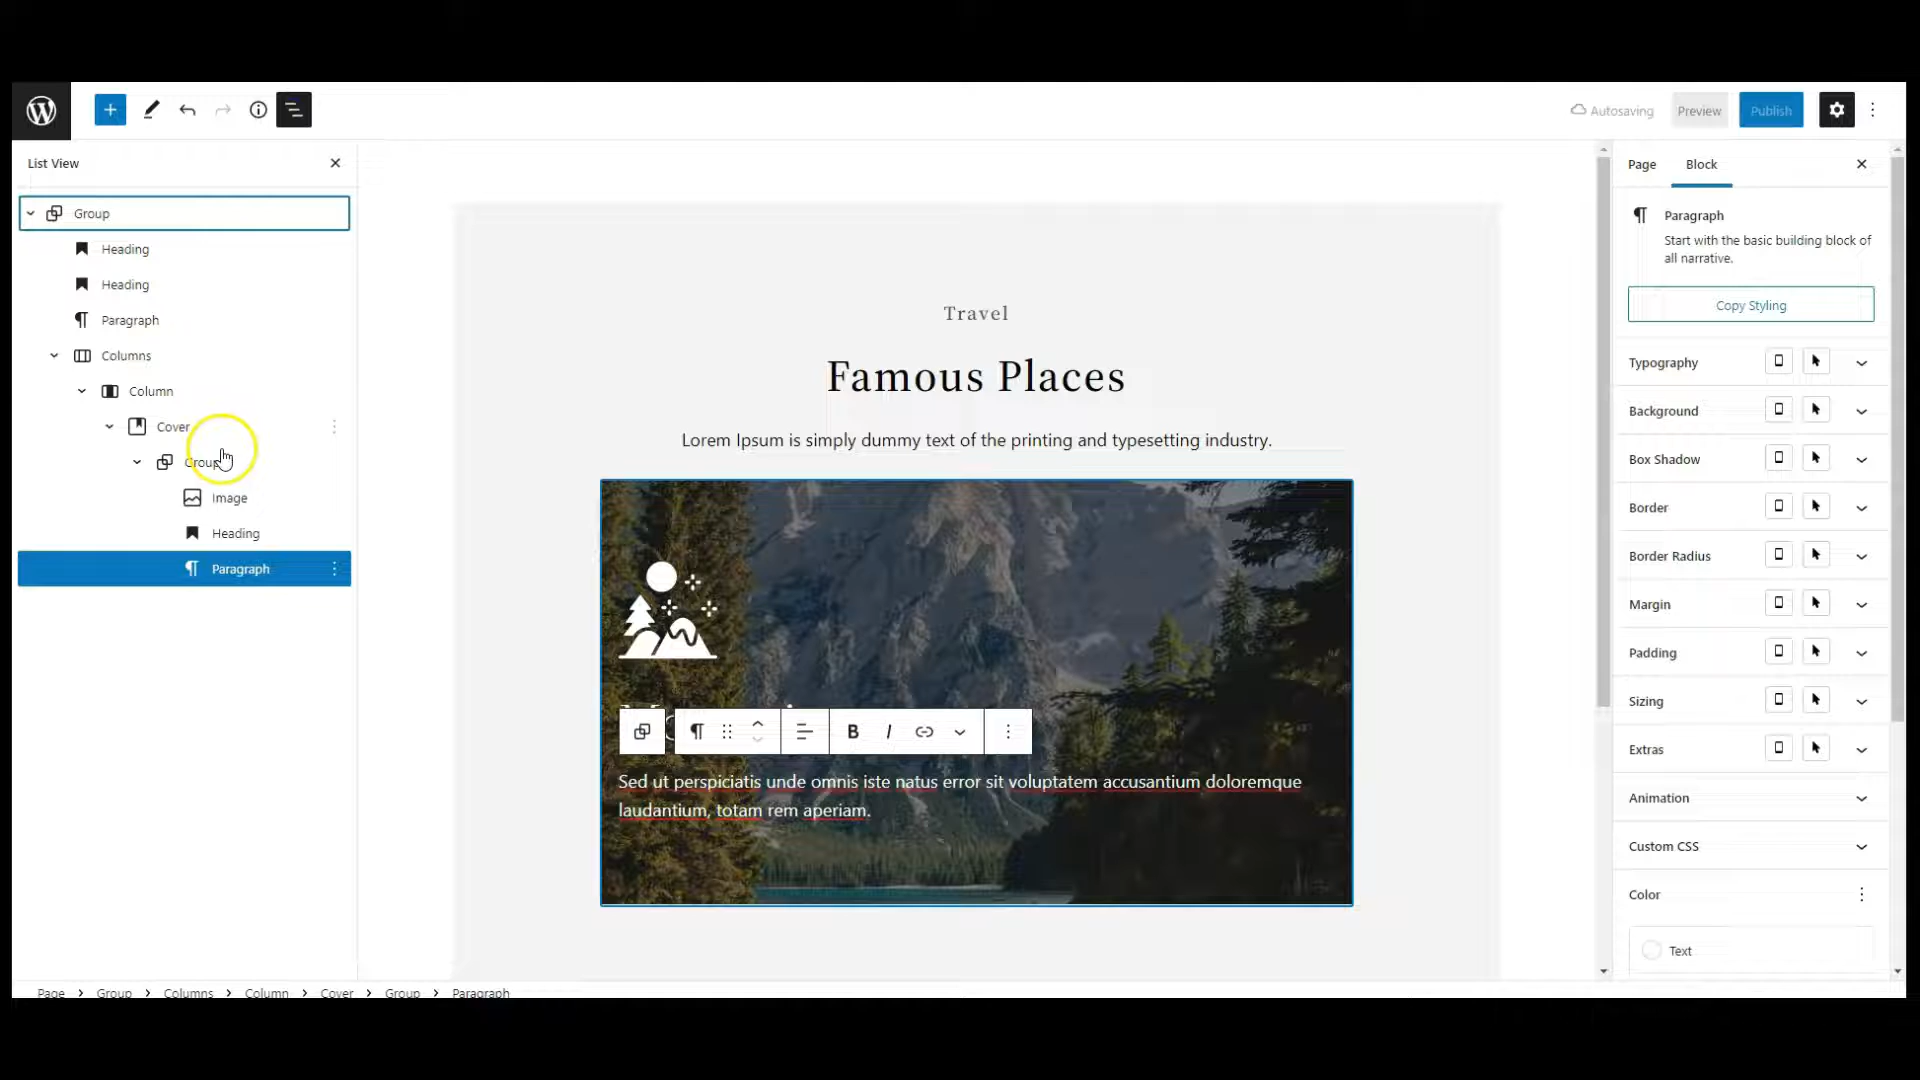 Autosaving
Preview
Publish
List View
Group
Heading
Heading
Paragraph
Columns
Column
Cover
Group
Image
Heading
Paragraph
Travel
Famous Places
Lorem Ipsum is simply dummy text of the printing and typesetting industry.
B I
Sed ut perspiciatis unde omnis iste natus error sit voluptatem accusantium doloremque
laudantium, totam rem aperiam.
Page Block
Paragraph
Start with the basic building block of
all narrative.
Copy Styling
Typography
Background
Box Shadow
Border
Border Radius
Margin
Padding
Sizing
Extras
Animation
Custom CSS
Color
Text
Page > Group > Columns > Column > Cover > Group > Paragraph